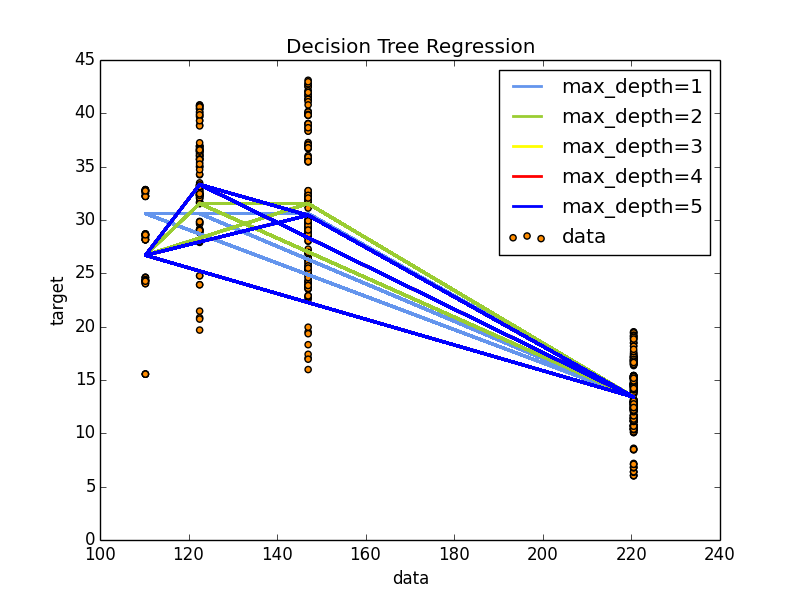 Decision Tree Regression
max_depth=1
max_depth=2
max_depth=3
max_depth=4
max_depth=5
data
target
45
40
35
30
25
20
15
10
5
0
100 120 140 160 180 200 220 240
data